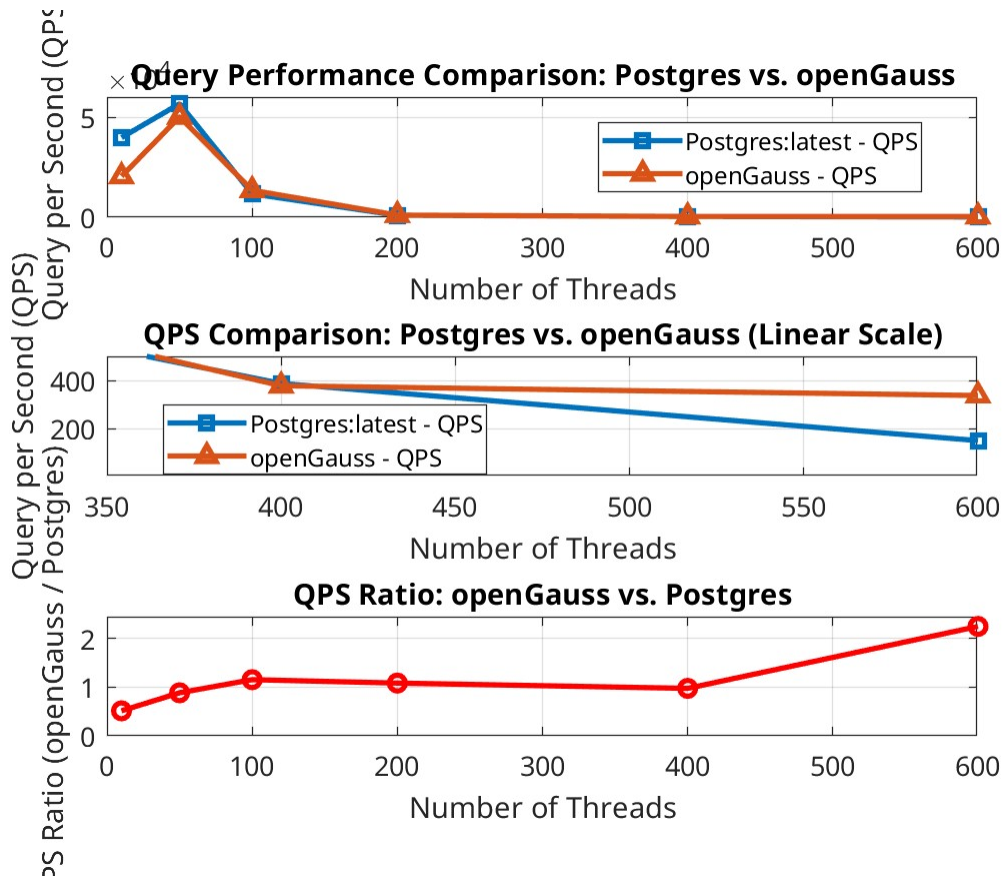 ×10⁴
Query Performance Comparison: Postgres vs. openGauss
Query per Second (QPS
5
0
Postgres:latest - QPS
openGauss - QPS
0 100 200 300 400 500 600
Number of Threads
QPS Comparison: Postgres vs. openGauss (Linear Scale)
Query per Second (QPS)
400
200
Postgres:latest - QPS
openGauss - QPS
350 400 450 500 550 600
Number of Threads
QPS Ratio: openGauss vs. Postgres
PS Ratio (openGauss / Postgres)
2
1
0
0 100 200 300 400 500 600
Number of Threads